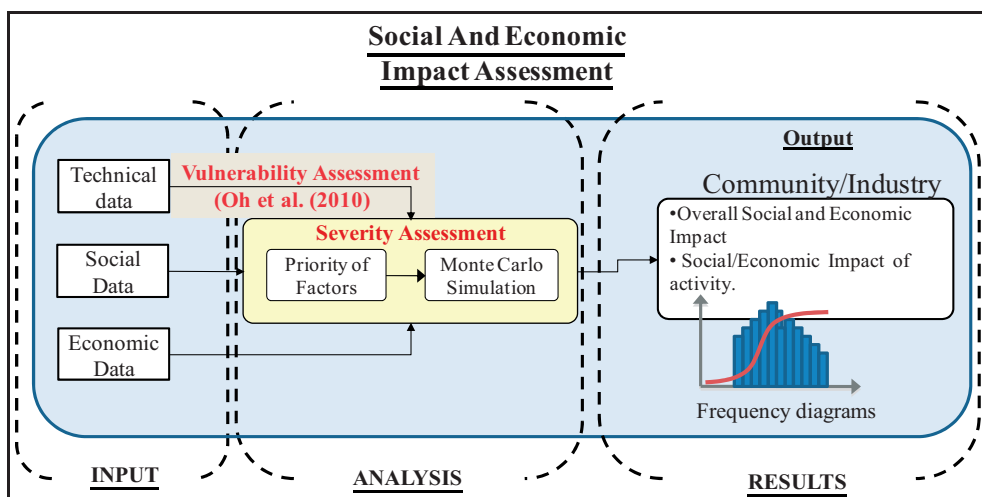 Social And Economic
Impact Assessment
Technical
data
Vulnerability Assessment
(Oh et al. (2010)
Social
Data
Economic
Data
Severity Assessment
Priority of
Factors
Monte Carlo
Simulation
Output
Community/Industry
•Overall Social and Economic
Impact
• Social/Economic Impact of
activity.
Frequency diagrams
INPUT
ANALYSIS
RESULTS